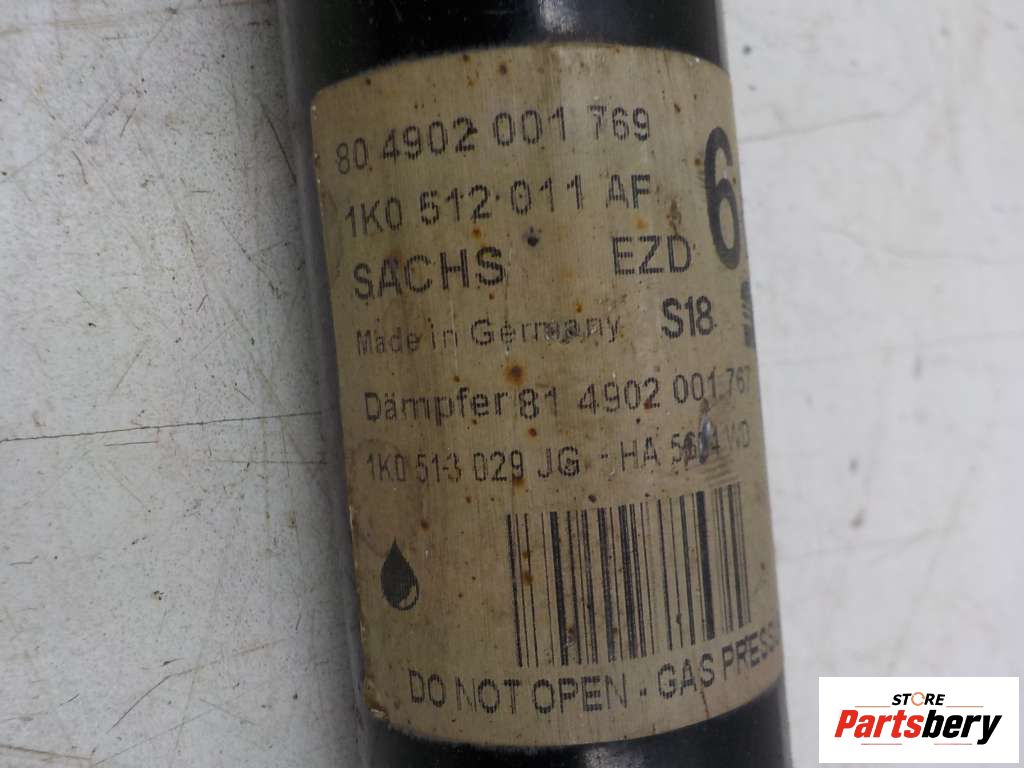 80 4902 001 769
1K0 512 011 AF
SACHS EZD
Made in Germany S18
Dämpfer 81 4902 001 767
1K0 513 029 JG HA
DO NOT OPEN - GAS
STORE
Partsbery